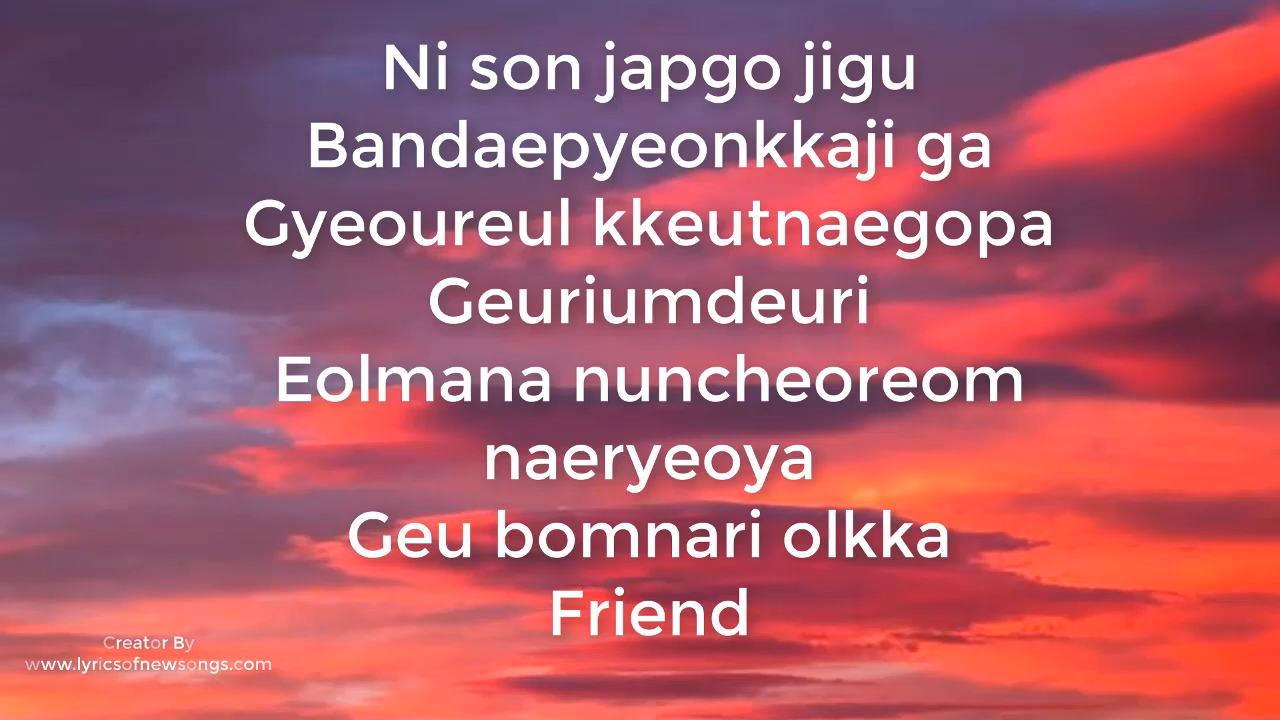 Ni son japgo jigu
Bandaepyeonkkaji ga
Gyeoureul kkeutnaegopa
Geuriumdeuri
Eolmana nuncheoreom
naeryeoya
Geu bomnari olkka
Friend
Creator By
www.lyricsofnewsongs.com